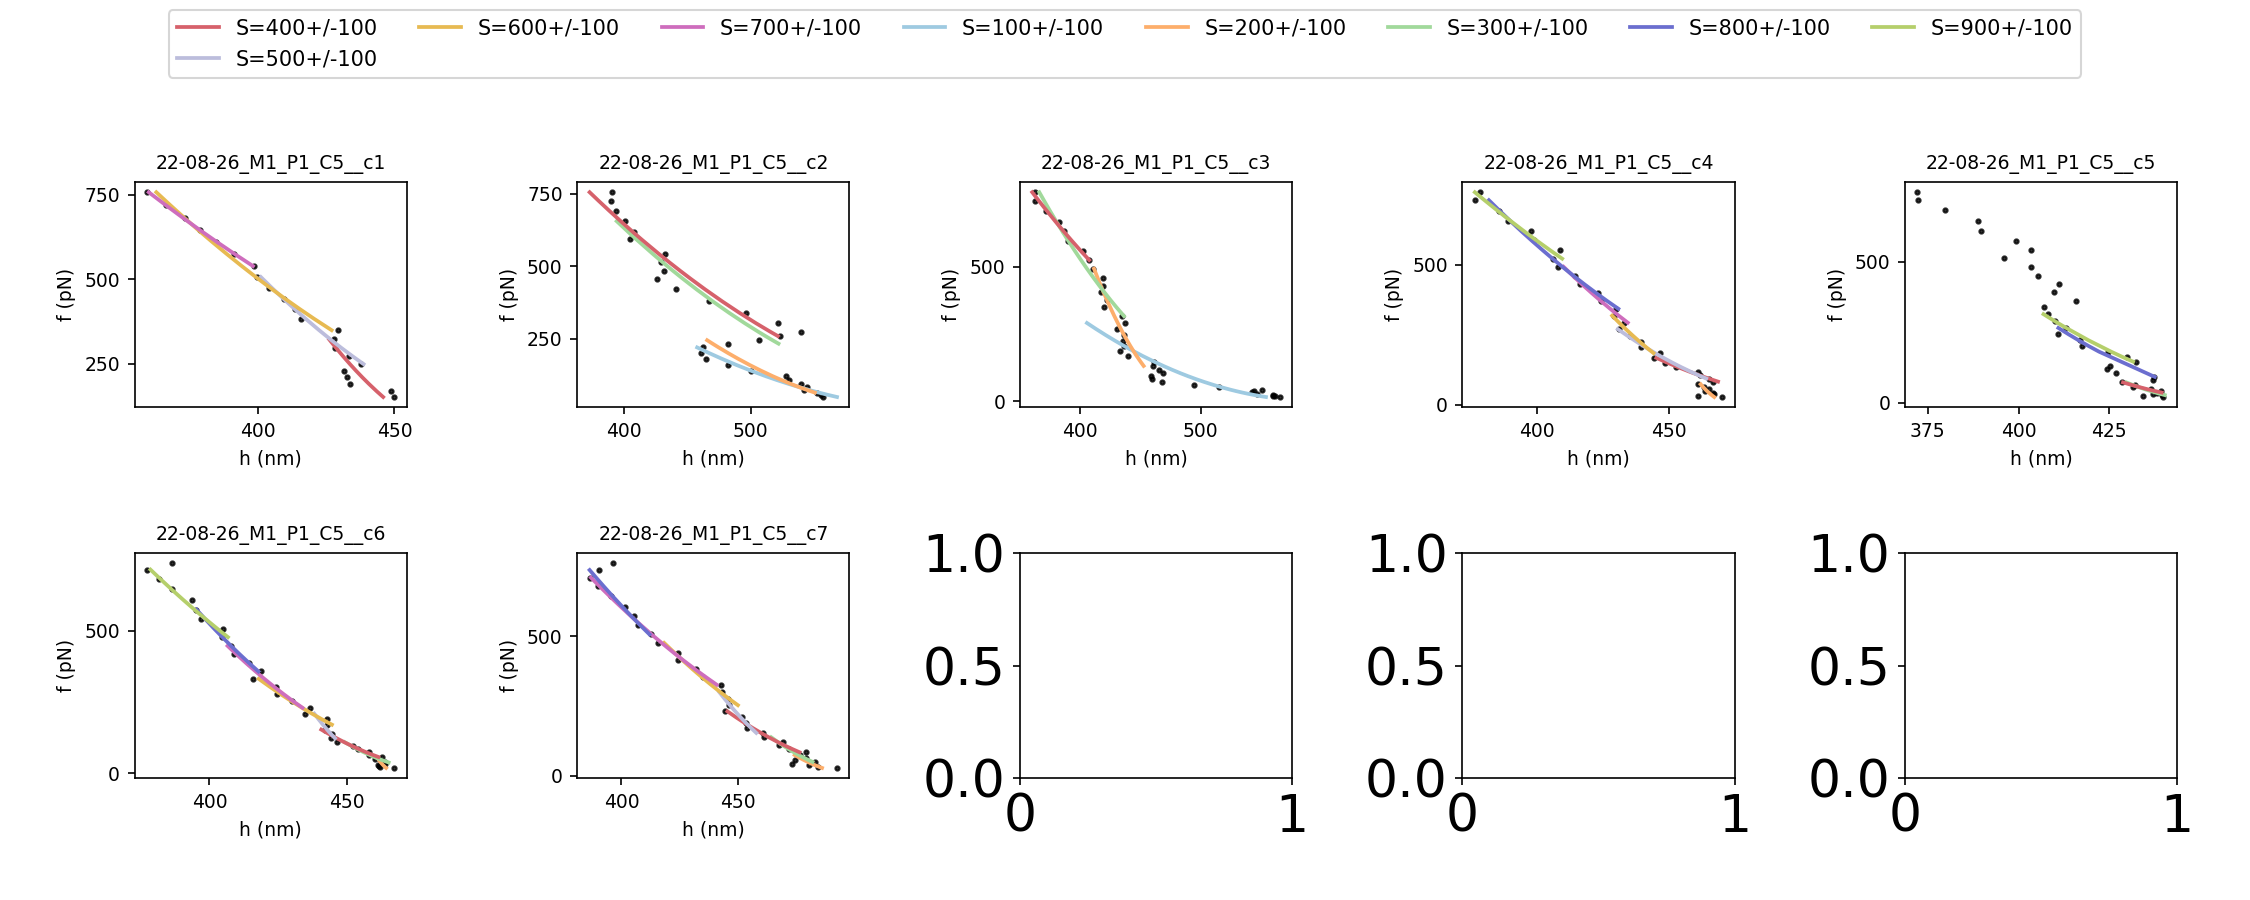 S=400+/-100 S=600+/-100 S=700+/-100 S=100+/-100 S=200+/-100 S=300+/-100 S=800+/-100 S=900+/-100
S=500+/-100
22-08-26_M1_P1_C5__c1
750
500
250
f (pN)
400 450
h (nm)
22-08-26_M1_P1_C5__c2
750
500
250
f (pN)
400 500
h (nm)
22-08-26_M1_P1_C5__c3
500
0
f (pN)
400 500
h (nm)
22-08-26_M1_P1_C5__c4
500
0
f (pN)
400 450
h (nm)
22-08-26_M1_P1_C5__c5
500
0
f (pN)
375 400 425
h (nm)
22-08-26_M1_P1_C5__c6
500
0
f (pN)
400 450
h (nm)
22-08-26_M1_P1_C5__c7
500
0
f (pN)
400 450
h (nm)
1.0
0.5
0.0
0 1
1.0
0.5
0.0
0 1
1.0
0.5
0.0
0 1